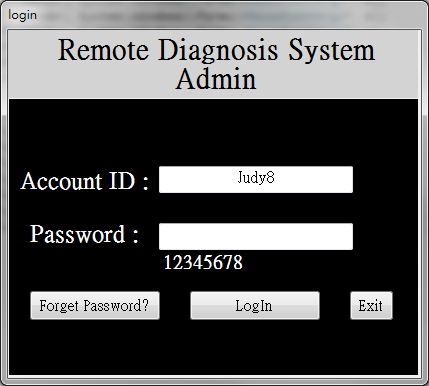 login
Remote Diagnosis System
Admin
Account ID : Judy8
Password :
12345678
Forget Password? LogIn Exit